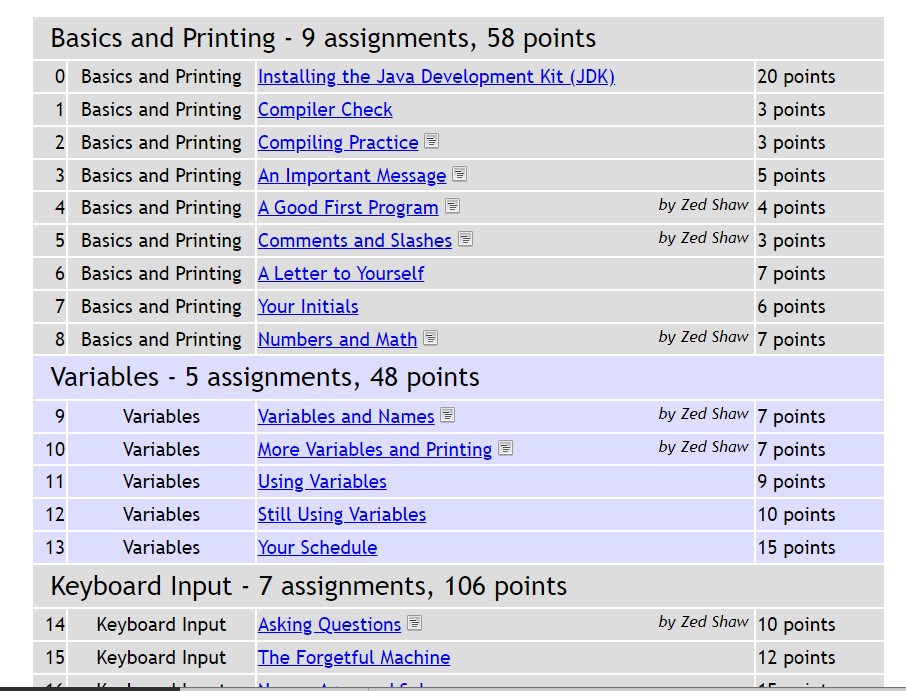 Basics and Printing - 9 assignments, 58 points
0 Basics and Printing Installing the Java Development Kit (JDK) 20 points
1 Basics and Printing Compiler Check 3 points
2 Basics and Printing Compiling Practice 3 points
3 Basics and Printing An Important Message 5 points
4 Basics and Printing A Good First Program by Zed Shaw 4 points
5 Basics and Printing Comments and Slashes by Zed Shaw 3 points
6 Basics and Printing A Letter to Yourself 7 points
7 Basics and Printing Your Initials 6 points
8 Basics and Printing Numbers and Math by Zed Shaw 7 points
Variables - 5 assignments, 48 points
9 Variables Variables and Names by Zed Shaw 7 points
10 Variables More Variables and Printing by Zed Shaw 7 points
11 Variables Using Variables 9 points
12 Variables Still Using Variables 10 points
13 Variables Your Schedule 15 points
Keyboard Input - 7 assignments, 106 points
14 Keyboard Input Asking Questions by Zed Shaw 10 points
15 Keyboard Input The Forgetful Machine 12 points